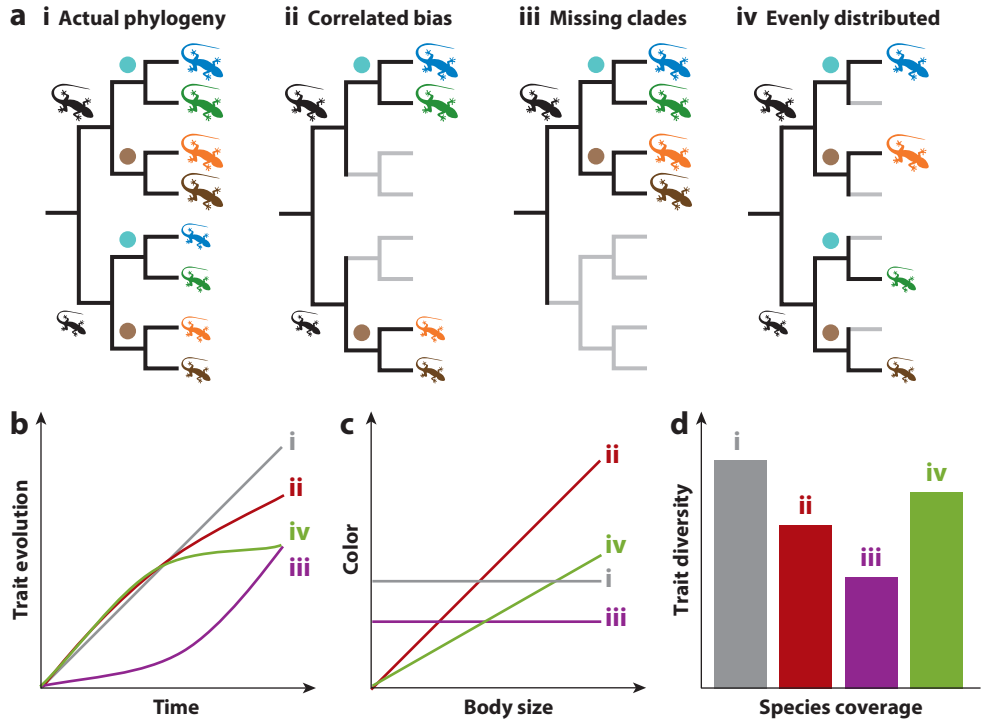 a i Actual phylogeny
ii Correlated bias
iii Missing clades
iv Evenly distributed
b
Trait evolution
i
ii
iv
iii
Time
c
Color
ii
iv
i
iii
Body size
d
Trait diversity
i
ii
iii
iv
Species coverage